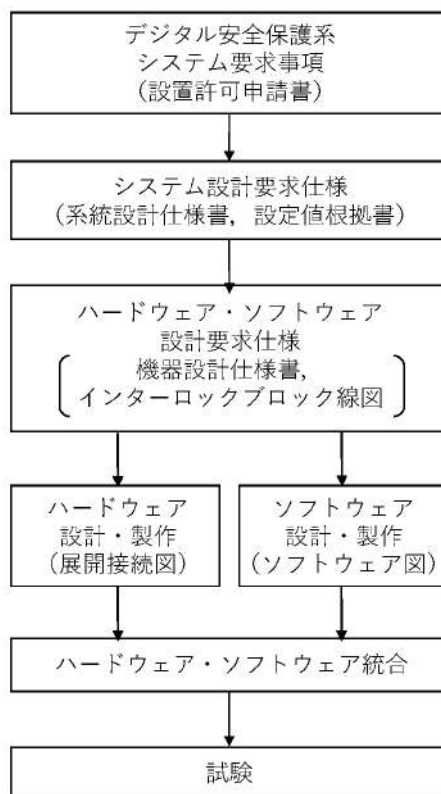 デジタル安全保護系
システム要求事項
（設置許可申請書）
システム設計要求仕様
（系統設計仕様書，設定値根拠書）
ハードウェア・ソフトウェア
設計要求仕様
機器設計仕様書，
インターロックブロック線図
ハードウェア
設計・製作
（展開接続図）
ソフトウェア
設計・製作
（ソフトウェア図）
ハードウェア・ソフトウェア統合
試験